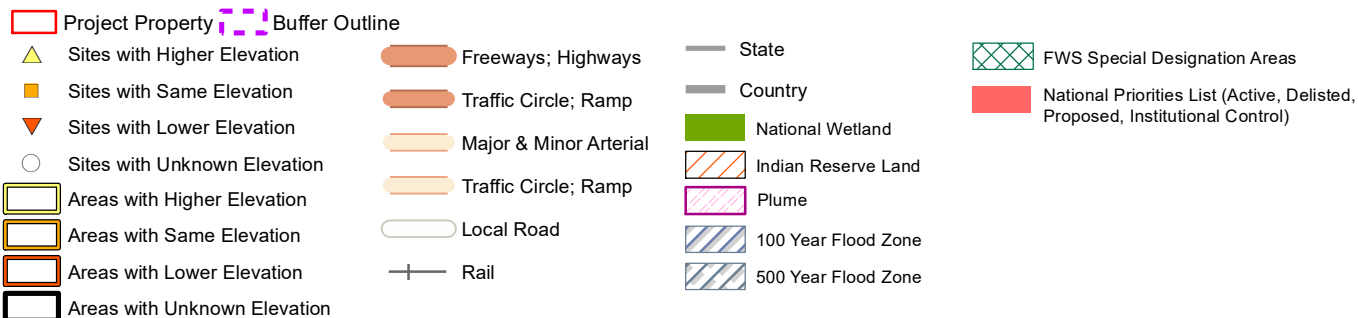 Project Property
Buffer Outline
Sites with Higher Elevation
Sites with Same Elevation
Sites with Lower Elevation
Sites with Unknown Elevation
Areas with Higher Elevation
Areas with Same Elevation
Areas with Lower Elevation
Areas with Unknown Elevation
Freeways; Highways
Traffic Circle; Ramp
Major & Minor Arterial
Traffic Circle; Ramp
Local Road
Rail
State
Country
National Wetland
Indian Reserve Land
Plume
100 Year Flood Zone
500 Year Flood Zone
FWS Special Designation Areas
National Priorities List (Active, Delisted,
Proposed, Institutional Control)